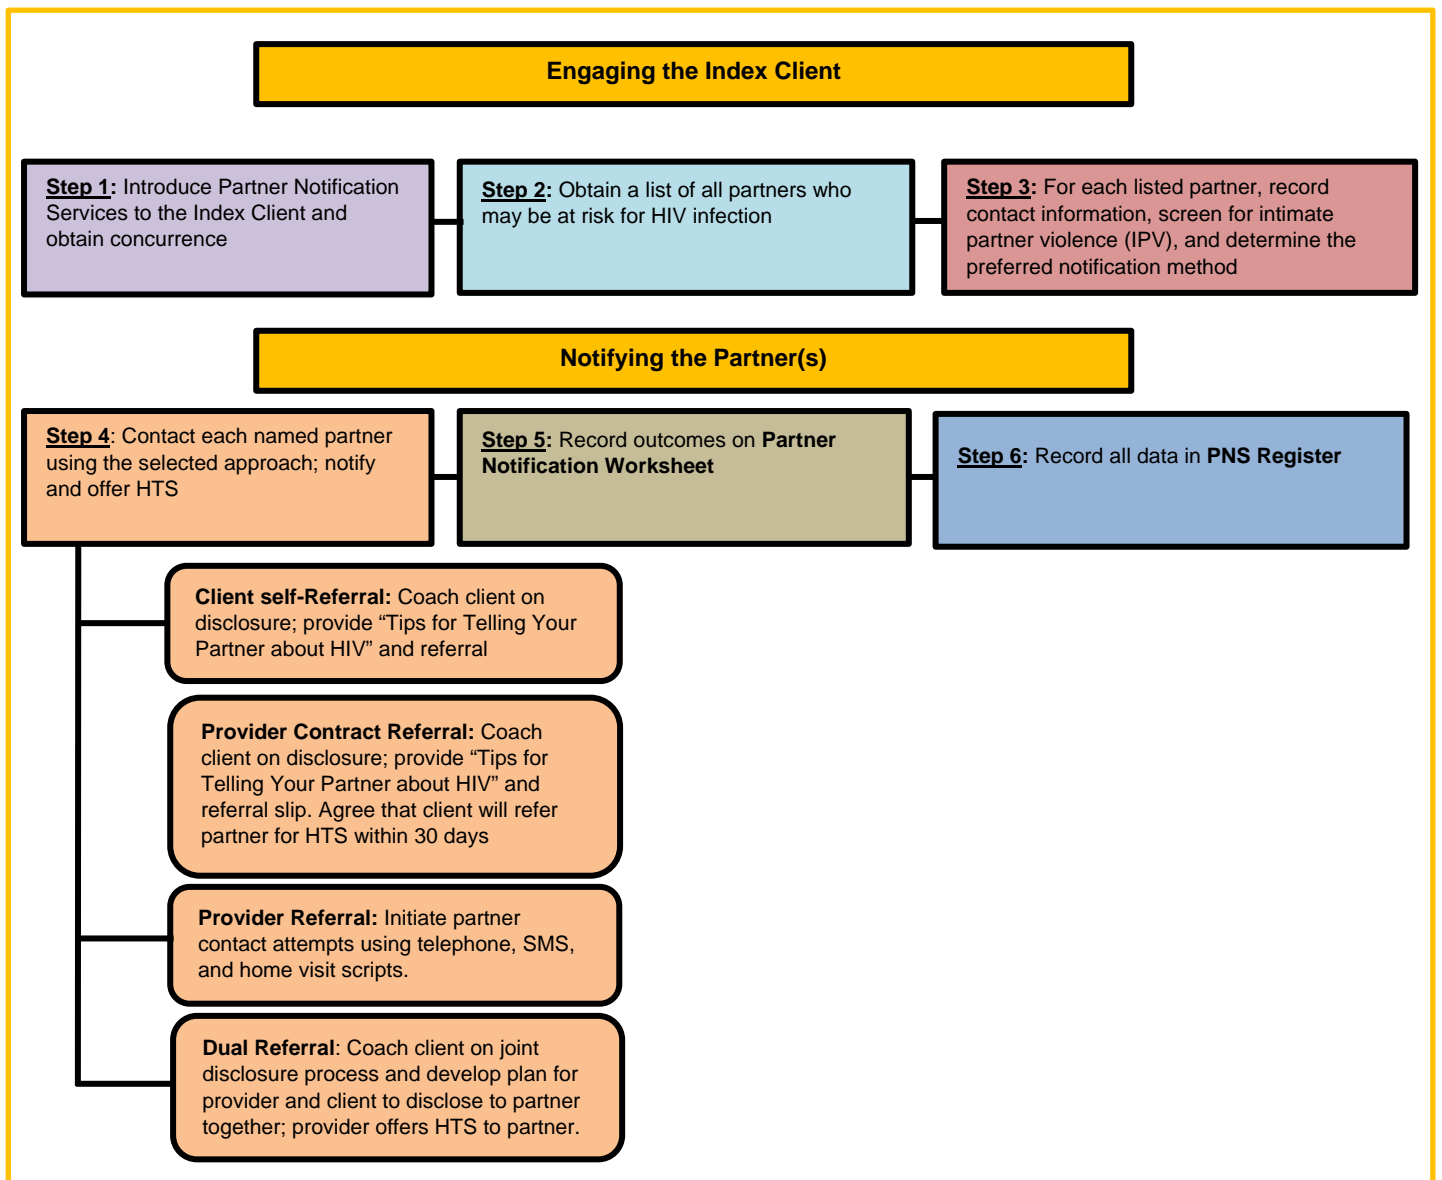 Engaging the Index Client
Step 1: Introduce Partner Notification
Services to the Index Client and
obtain concurrence
Step 2: Obtain a list of all partners who
may be at risk for HIV infection
Step 3: For each listed partner, record
contact information, screen for intimate
partner violence (IPV), and determine the
preferred notification method
Notifying the Partner(s)
Step 4: Contact each named partner
using the selected approach; notify
and offer HTS
Step 5: Record outcomes on Partner
Notification Worksheet
Step 6: Record all data in PNS Register
Client self-Referral: Coach client on
disclosure; provide “Tips for Telling Your
Partner about HIV” and referral
Provider Contract Referral: Coach
client on disclosure; provide “Tips for
Telling Your Partner about HIV” and
referral slip. Agree that client will refer
partner for HTS within 30 days
Provider Referral: Initiate partner
contact attempts using telephone, SMS,
and home visit scripts.
Dual Referral: Coach client on joint
disclosure process and develop plan for
provider and client to disclose to partner
together; provider offers HTS to partner.